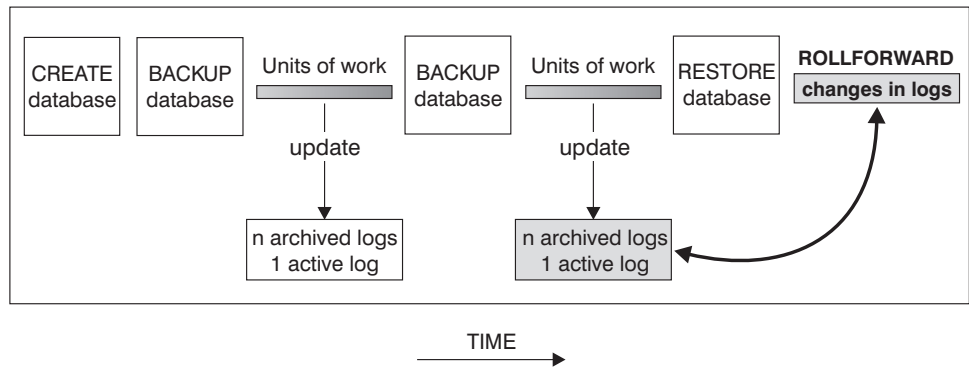 CREATE
database
BACKUP
database
Units of work
update
n archived logs
1 active log
BACKUP
database
Units of work
update
n archived logs
1 active log
RESTORE
database
ROLLFORWARD
changes in logs
TIME